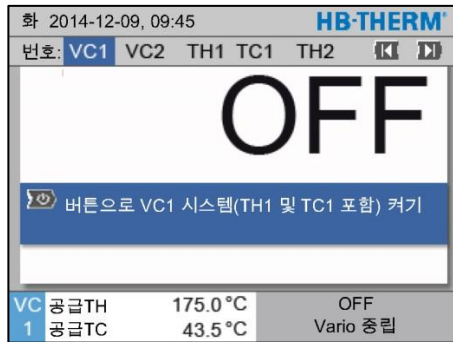 화 2014-12-09, 09:45 HB-THERM®
번호: VC1 VC2 TH1 TC1 TH2
OFF
버튼으로 VC1 시스템(TH1 및 TC1 포함) 켜기
VC 공급TH 175.0 °C OFF
1 공급TC 43.5 °C Vario 중립